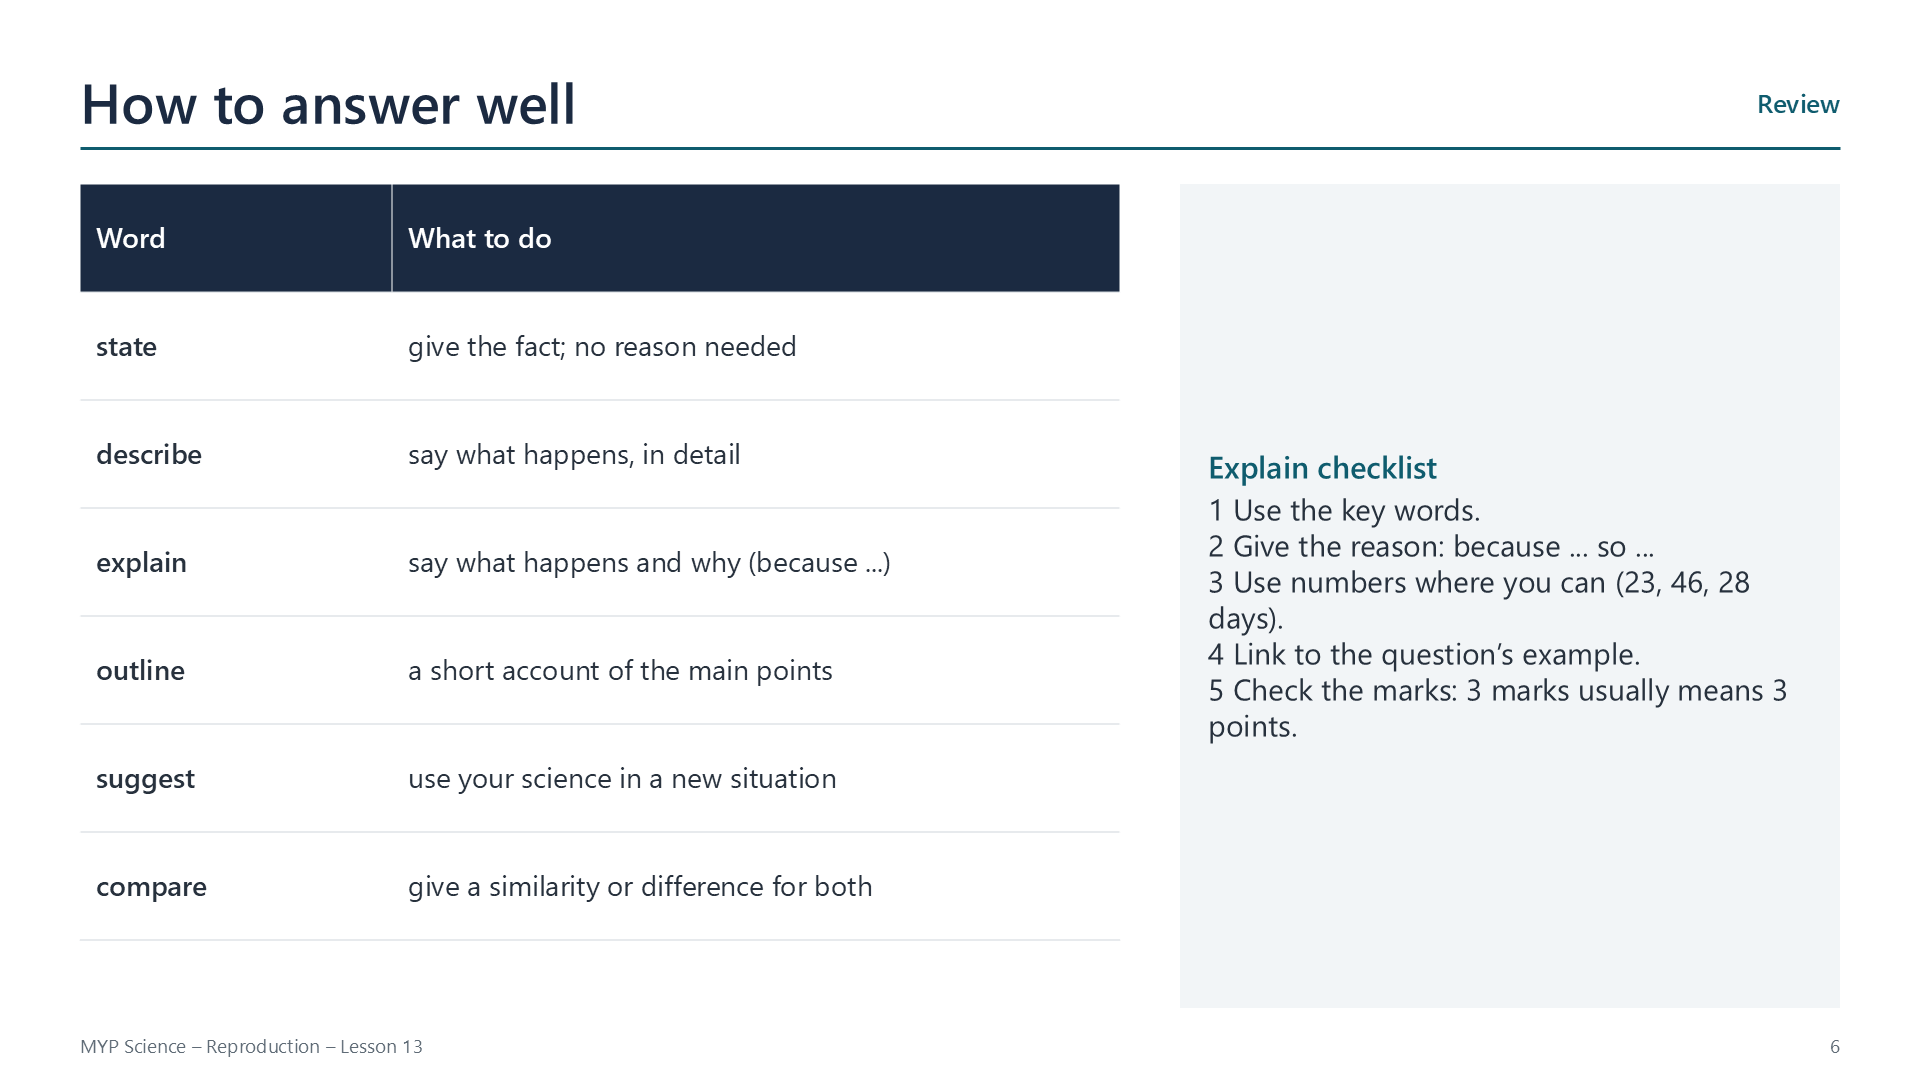 How to answer well
Review
Word What to do
state give the fact; no reason needed
describe say what happens, in detail
explain say what happens and why (because ...)
outline a short account of the main points
suggest use your science in a new situation
compare give a similarity or difference for both
Explain checklist
1 Use the key words.
2 Give the reason: because ... so ...
3 Use numbers where you can (23, 46, 28
days).
4 Link to the question’s example.
5 Check the marks: 3 marks usually means 3
points.
MYP Science – Reproduction – Lesson 13
6